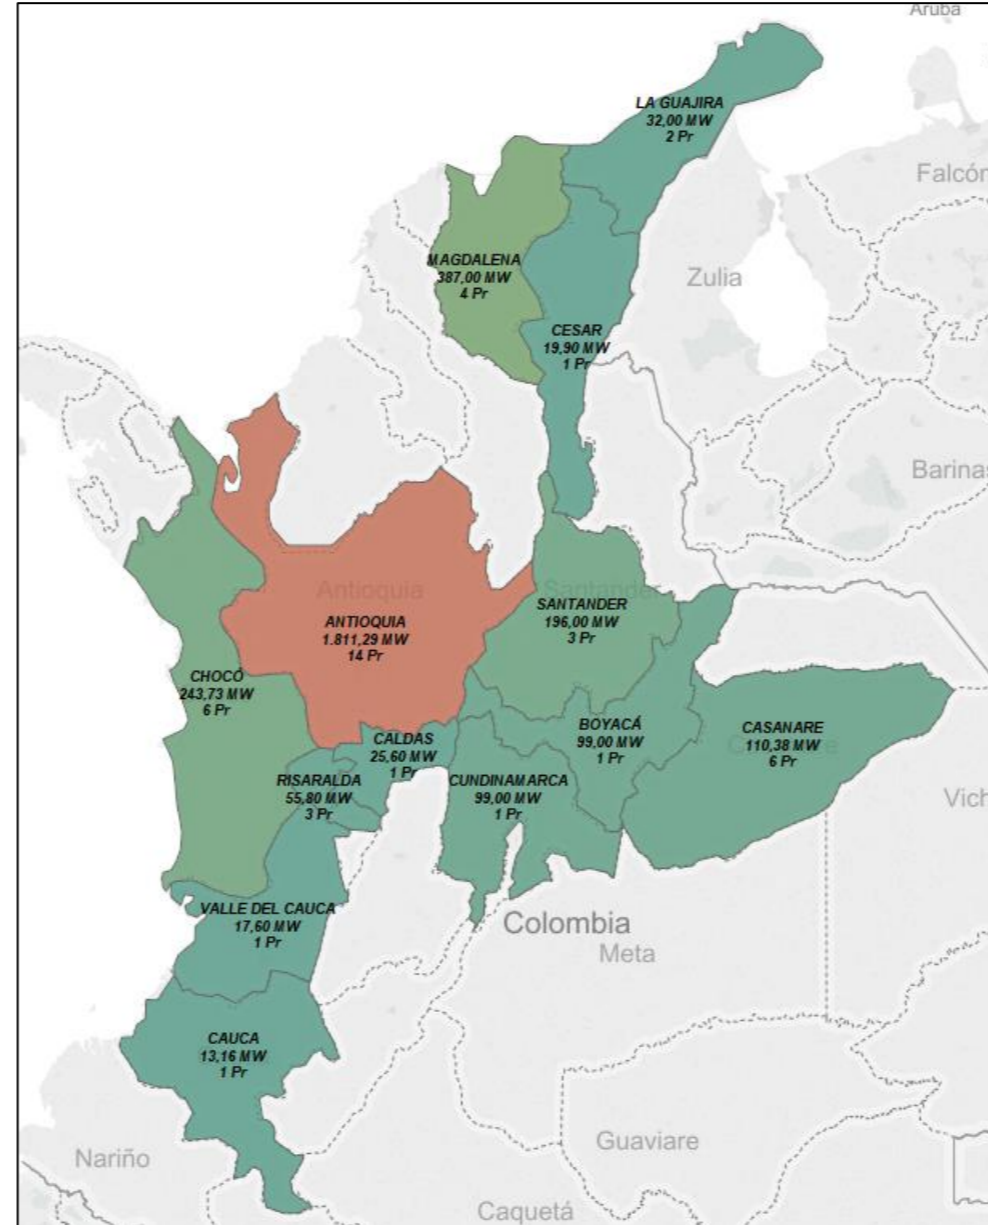 Aruba
LA GUAJIRA
32,00 MW
2 Pr
Falcón
MAGDALENA
387,00 MW
4 Pr
Zulia
CESAR
19,90 MW
1 Pr
Barinas
Antioquia
Santander
ANTIOQUIA
1.811,29 MW
14 Pr
SANTANDER
196,00 MW
3 Pr
CHOCÓ
243,73 MW
6 Pr
BOYACÁ
99,00 MW
1 Pr
CASANARE
110,38 MW
6 Pr
CALDAS
25,60 MW
1 Pr
RISARALDA
55,80 MW
3 Pr
CUNDINAMARCA
99,00 MW
1 Pr
Vich
VALLE DEL CAUCA
17,60 MW
1 Pr
Colombia
Meta
CAUCA
13,16 MW
1 Pr
Nariño
Guaviare
Caquetá